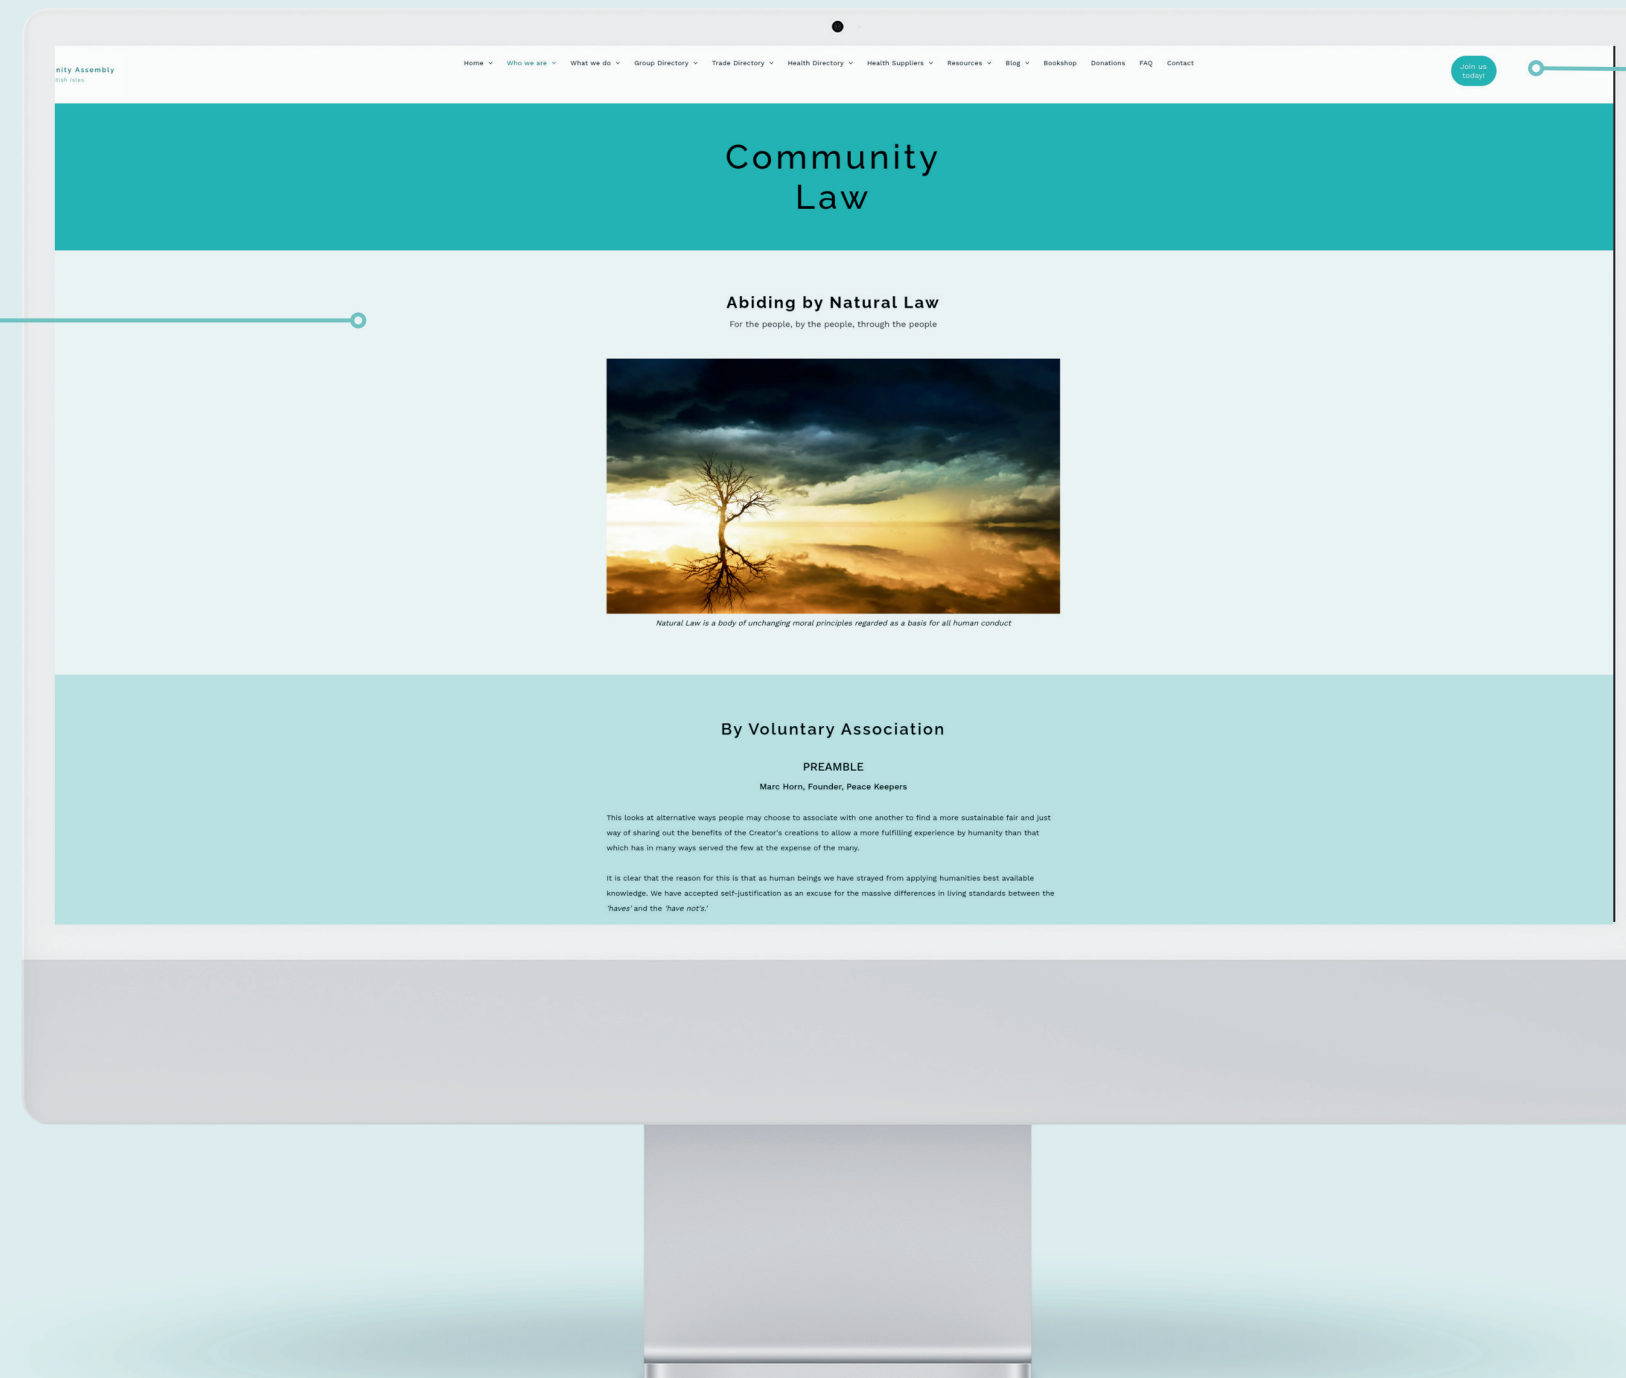 nity Assembly
tish Isles
Home Who we are What we do Group Directory Trade Directory Health Directory Health Suppliers Resources Blog Bookshop Donations FAQ Contact
Join us
today!
Community
Law
Abiding by Natural Law
For the people, by the people, through the people
Natural Law is a body of unchanging moral principles regarded as a basis for all human conduct
By Voluntary Association
PREAMBLE
Marc Horn, Founder, Peace Keepers
This looks at alternative ways people may choose to associate with one another to find a more sustainable fair and just
way of sharing out the benefits of the Creator's creations to allow a more fulfilling experience by humanity than that
which has in many ways served the few at the expense of the many.
It is clear that the reason for this is that as human beings we have strayed from applying humanities best available
knowledge. We have accepted self-justification as an excuse for the massive differences in living standards between the
'haves' and the 'have not's.'